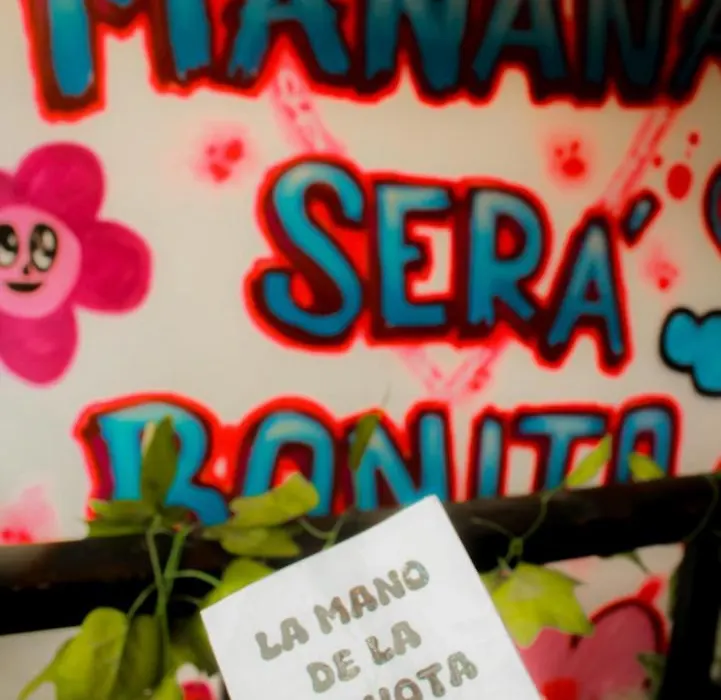 MAÑANA
SERÁ
BONITO
LA MANO
DE LA